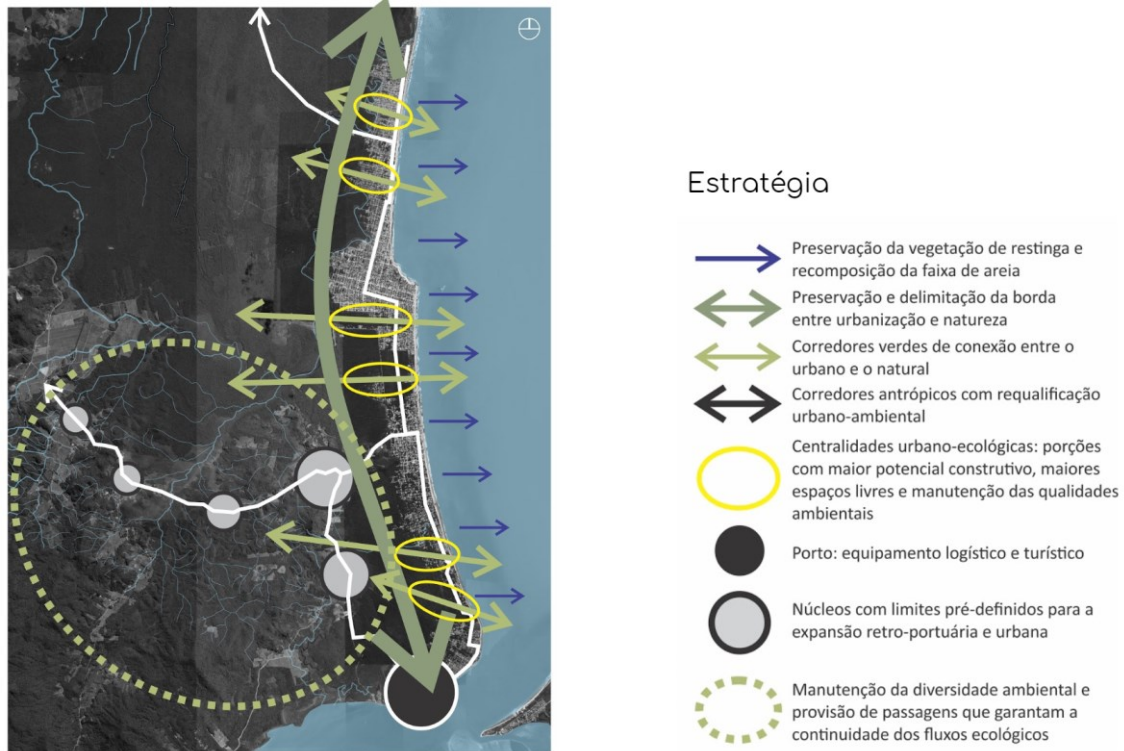 Estratégia
Preservação da vegetação de restinga e
recomposição da faixa de areia
Preservação e delimitação da borda
entre urbanização e natureza
Corredores verdes de conexão entre o
urbano e o natural
Corredores antrópicos com requalificação
urbano-ambiental
Centralidades urbano-ecológicas: porções
com maior potencial construtivo, maiores
espaços livres e manutenção das qualidades
ambientais
Porto: equipamento logístico e turístico
Núcleos com limites pré-definidos para a
expansão retro-portuária e urbana
Manutenção da diversidade ambiental e
provisão de passagens que garantam a
continuidade dos fluxos ecológicos